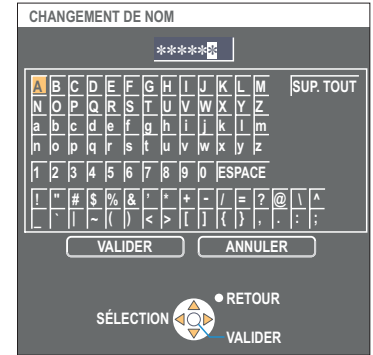 CHANGEMENT DE NOM
******
A B C D E F G H I J K L M SUP. TOUT
N O P Q R S T U V W X Y Z
a b c d e f g h i j k l m
n o p q r s t u v w x y z
1 2 3 4 5 6 7 8 9 0 ESPACE
! " # $ % & ' * + - / = ? @ \ ^
_ ` | ~ ( ) < > [ ] { } , . : ;
VALIDER ANNULER
RETOUR
SÉLECTION
VALIDER